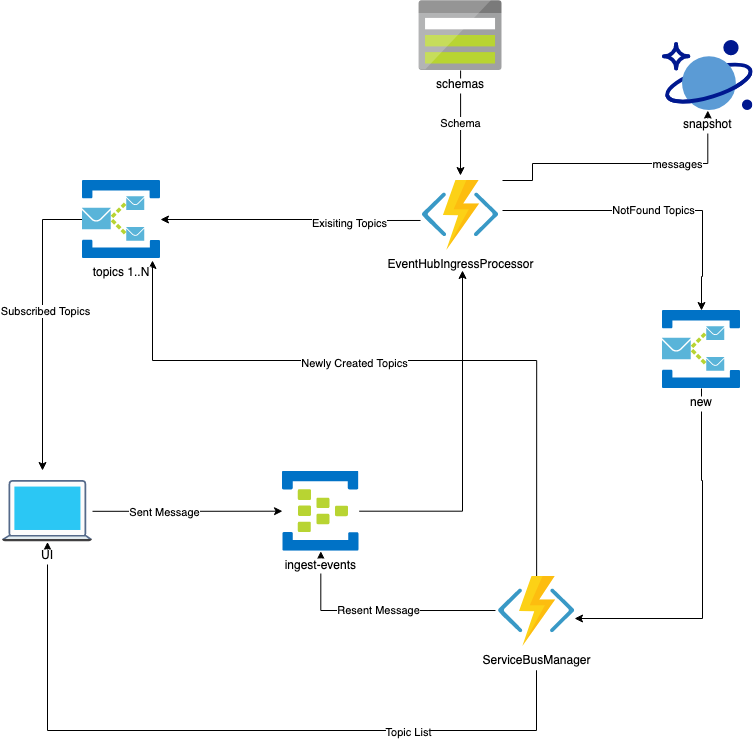 schemas
Schema
snapshot
messages
Exisiting Topics
NotFound Topics
EventHubIngressProcessor
topics 1..N
Subscribed Topics
Newly Created Topics
new
Sent Message
UI
ingest-events
Resent Message
ServiceBusManager
Topic List